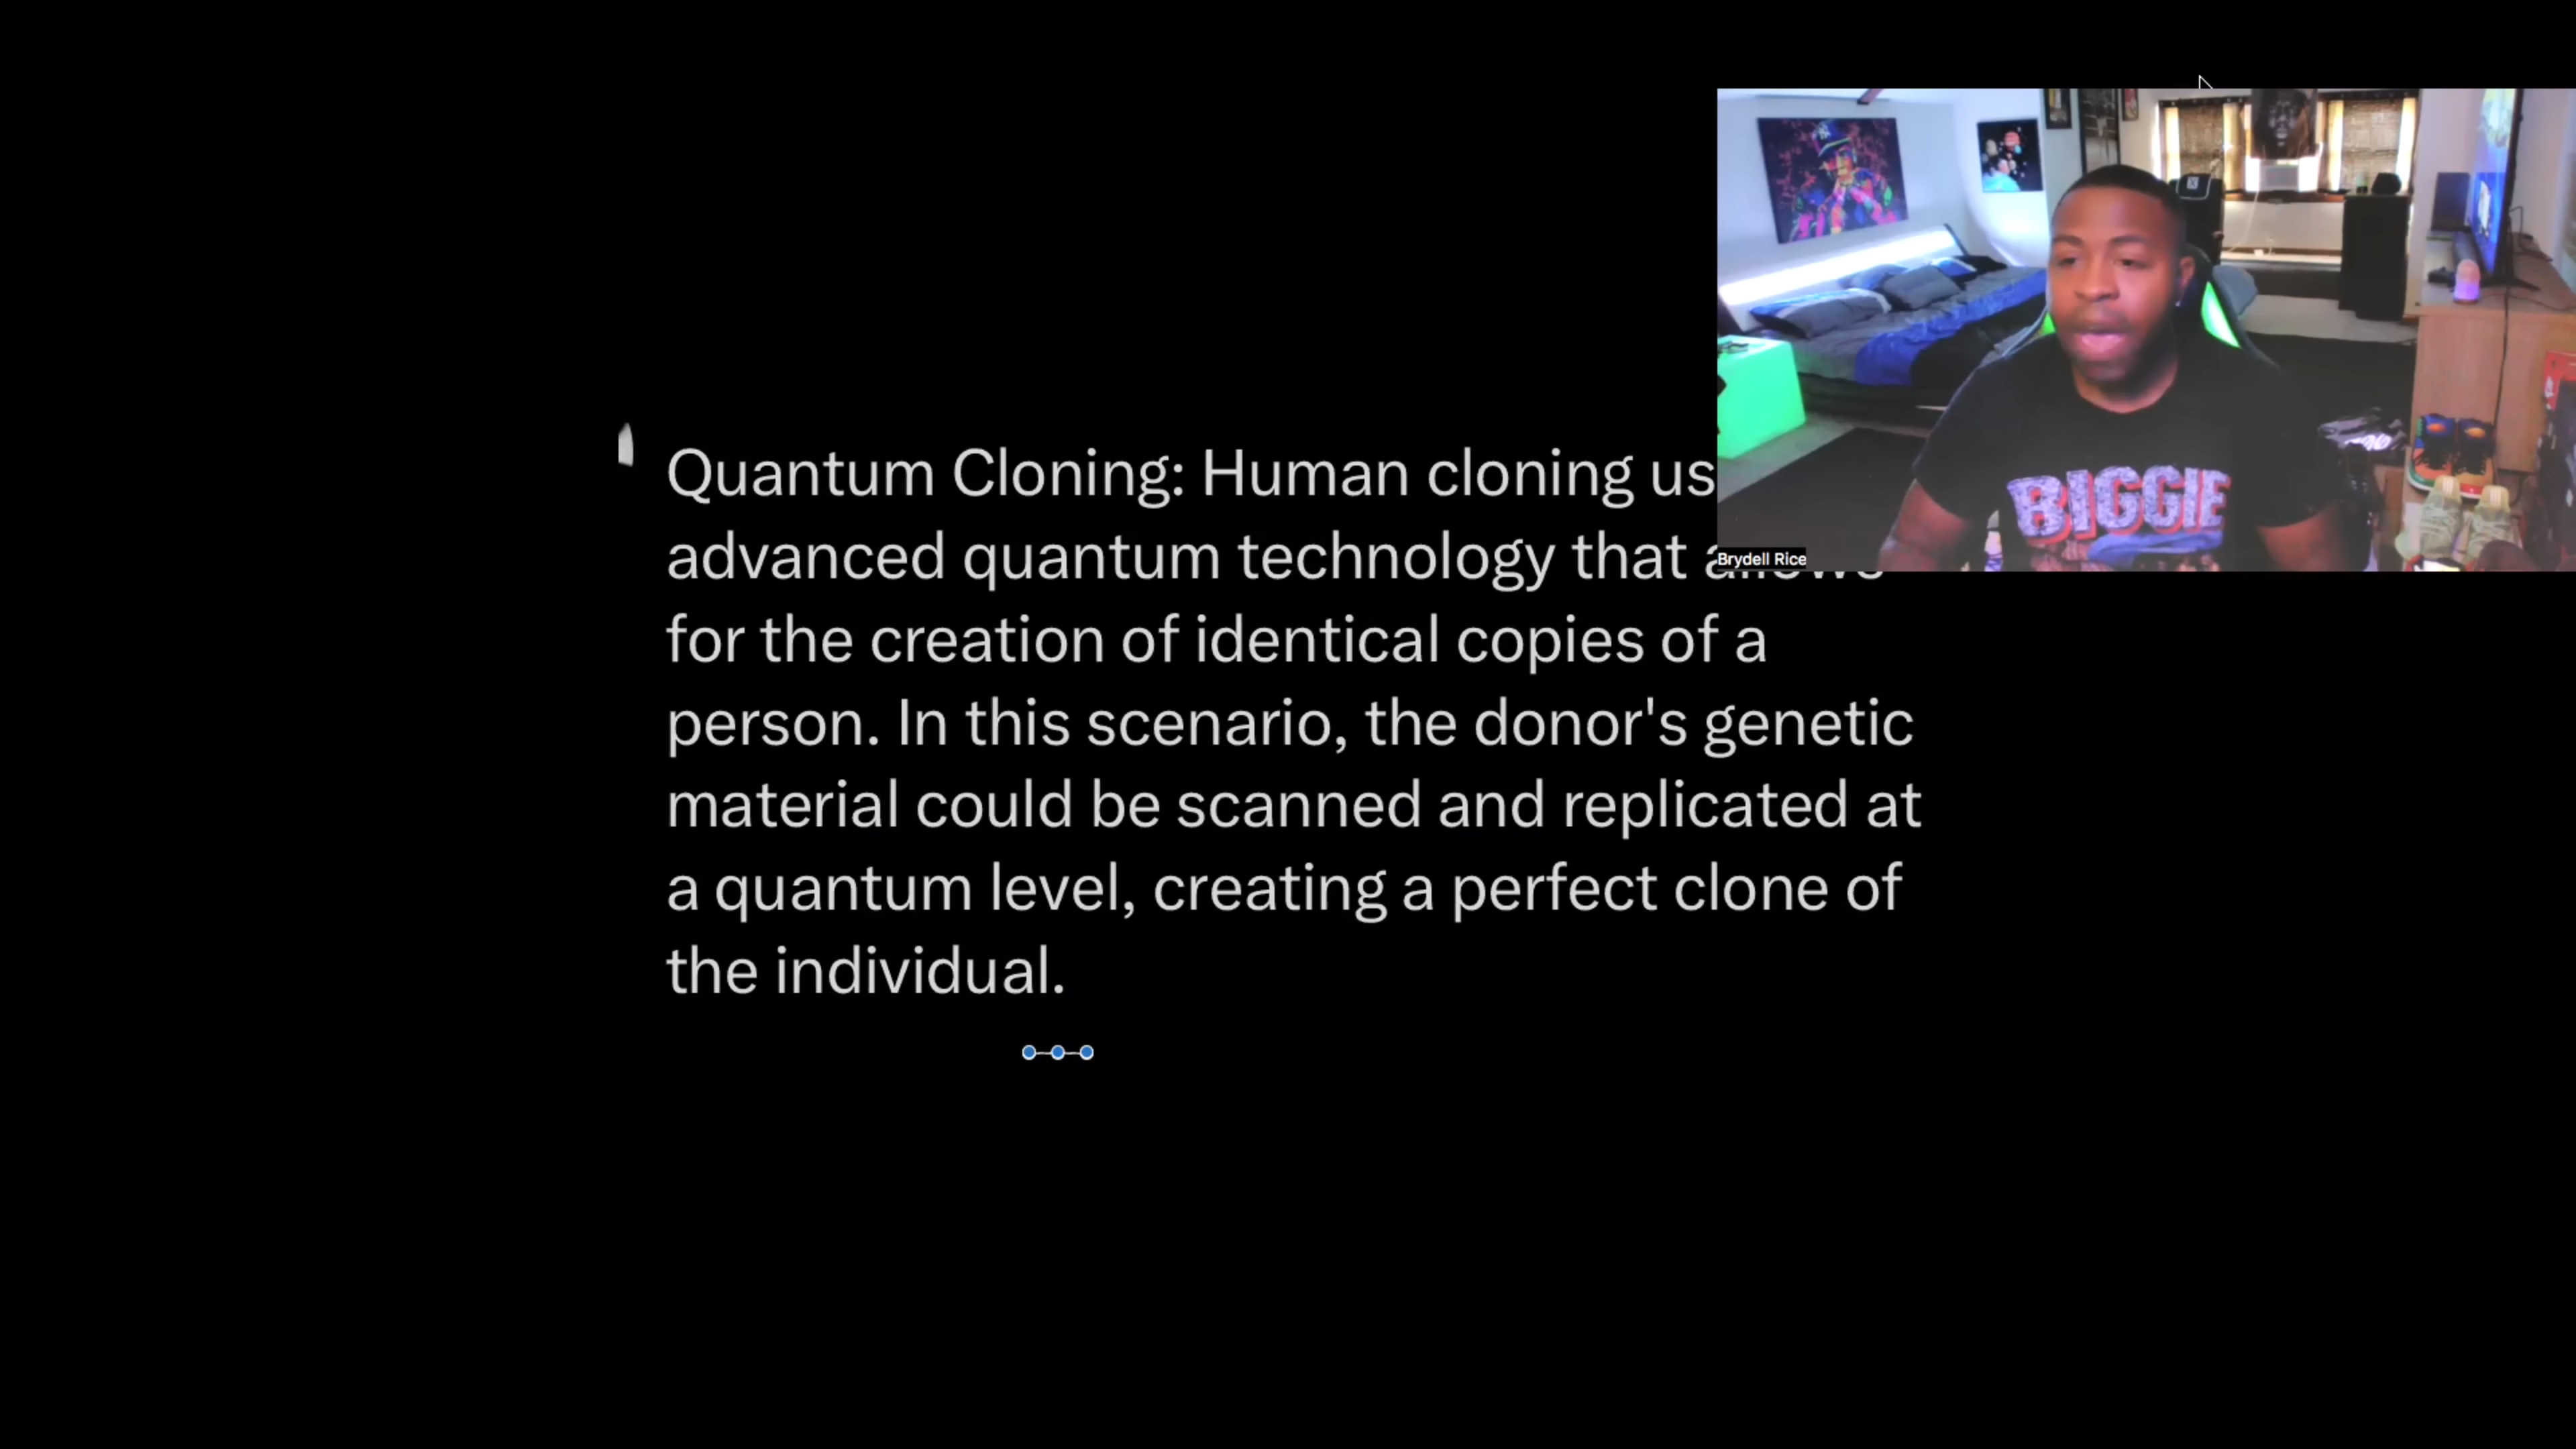 Quantum Cloning: Human cloning us
advanced quantum technology that
for the creation of identical copies of a
person. In this scenario, the donor's genetic
material could be scanned and replicated at
a quantum level, creating a perfect clone of
the individual.
Brydell Rice
BIGGIE